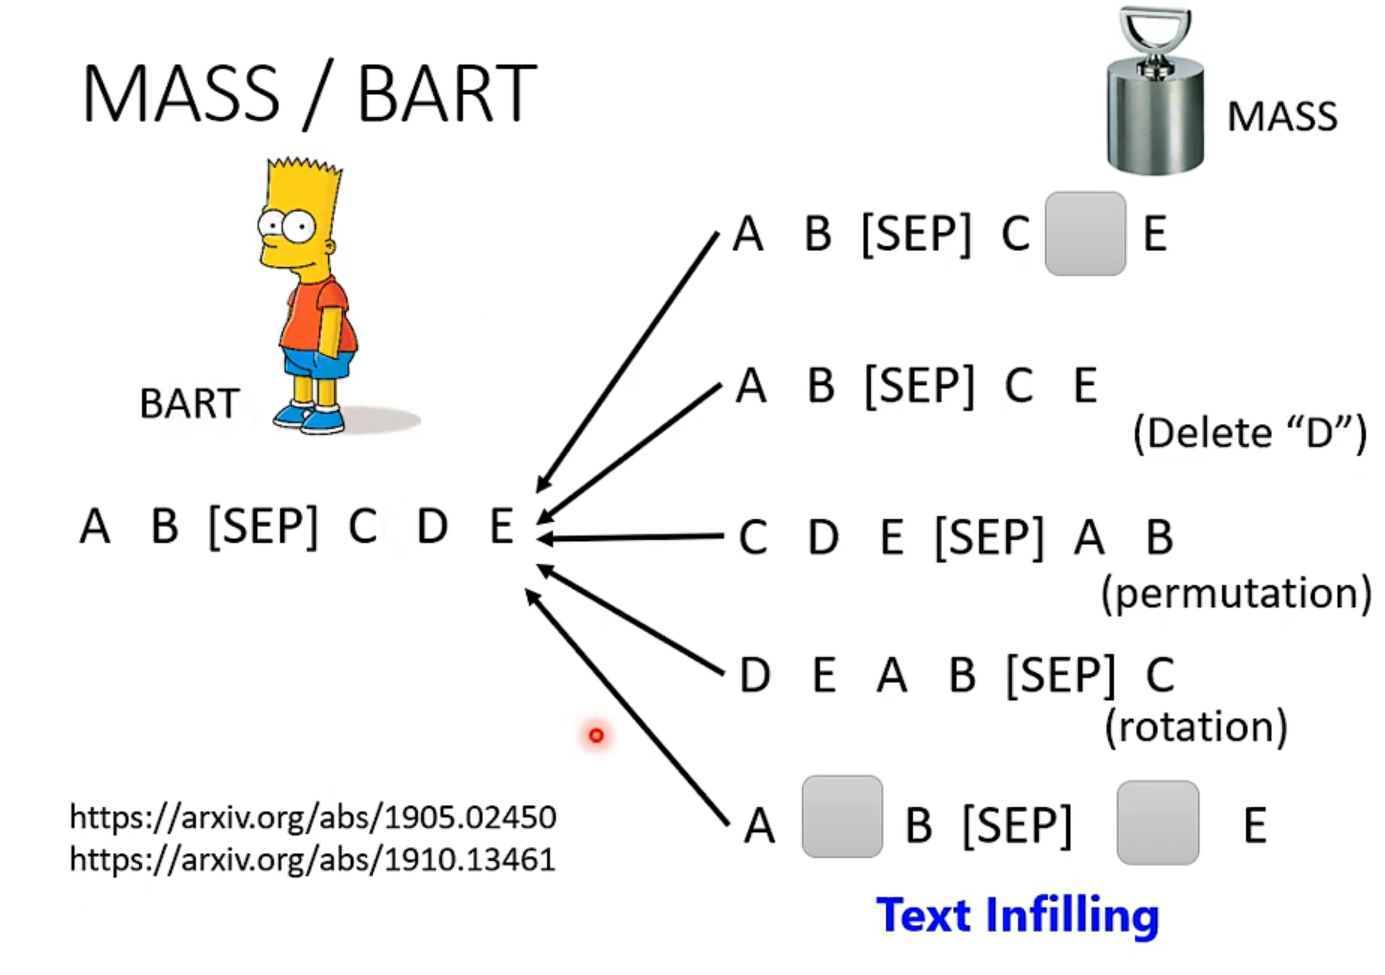 MASS / BART
MASS
BART
A B [SEP] C E
A B [SEP] C E
(Delete “D”)
A B [SEP] C D E
C D E [SEP] A B
(permutation)
D E A B [SEP] C
(rotation)
A B [SEP] E
Text Infilling
https://arxiv.org/abs/1905.02450
https://arxiv.org/abs/1910.13461